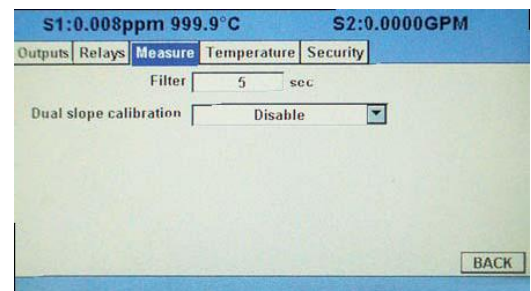 S1:0.008ppm 999.9°C S2:0.0000GPM
Outputs Relays Measure Temperature Security
Filter 5 sec
Dual slope calibration Disable
BACK